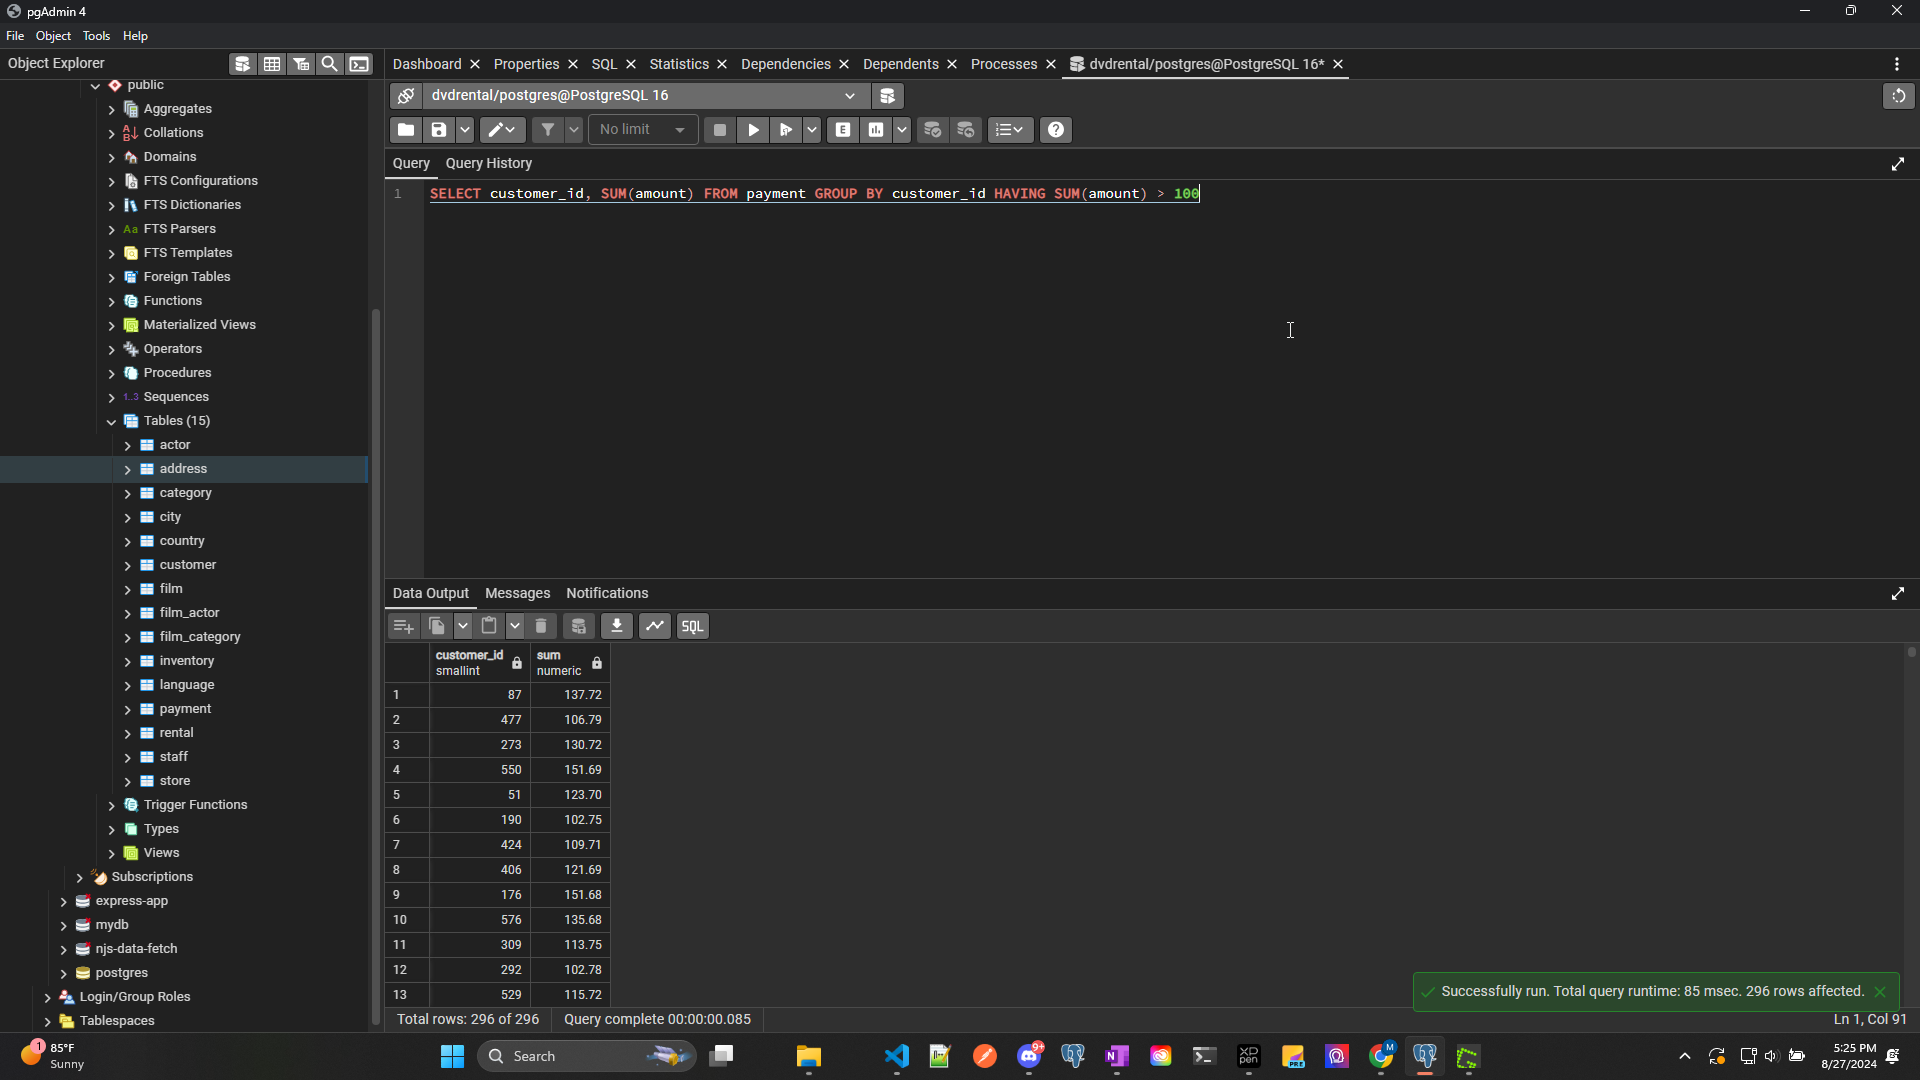 pgAdmin 4
File Object Tools Help
Object Explorer
Dashboard Properties SQL Statistics Dependencies Dependents Processes dvdrental/postgres@PostgreSQL 16*
public
Aggregates
Collations
Domains
FTS Configurations
FTS Dictionaries
Aa FTS Parsers
FTS Templates
Foreign Tables
Functions
Materialized Views
Operators
Procedures
1..3 Sequences
Tables (15)
actor
address
category
city
country
customer
film
film_actor
film_category
inventory
language
payment
rental
staff
store
Trigger Functions
Types
Views
Subscriptions
express-app
mydb
njs-data-fetch
postgres
Login/Group Roles
Tablespaces
dvdrental/postgres@PostgreSQL 16
No limit
E
Query Query History
1 SELECT customer_id, SUM(amount) FROM payment GROUP BY customer_id HAVING SUM(amount) > 100
Data Output Messages Notifications
SQL
customer_id sum
smallint numeric
1 87 137.72
2 477 106.79
3 273 130.72
4 550 151.69
5 51 123.70
6 190 102.75
7 424 109.71
8 406 121.69
9 176 151.68
10 576 135.68
11 309 113.75
12 292 102.78
13 529 115.72
Successfully run. Total query runtime: 85 msec. 296 rows affected.
Total rows: 296 of 296 Query complete 00:00:00.085 Ln 1, Col 91
1
85°F
Sunny
Search
9+
XP
PEN
PRE
M
5:25 PM
8/27/2024